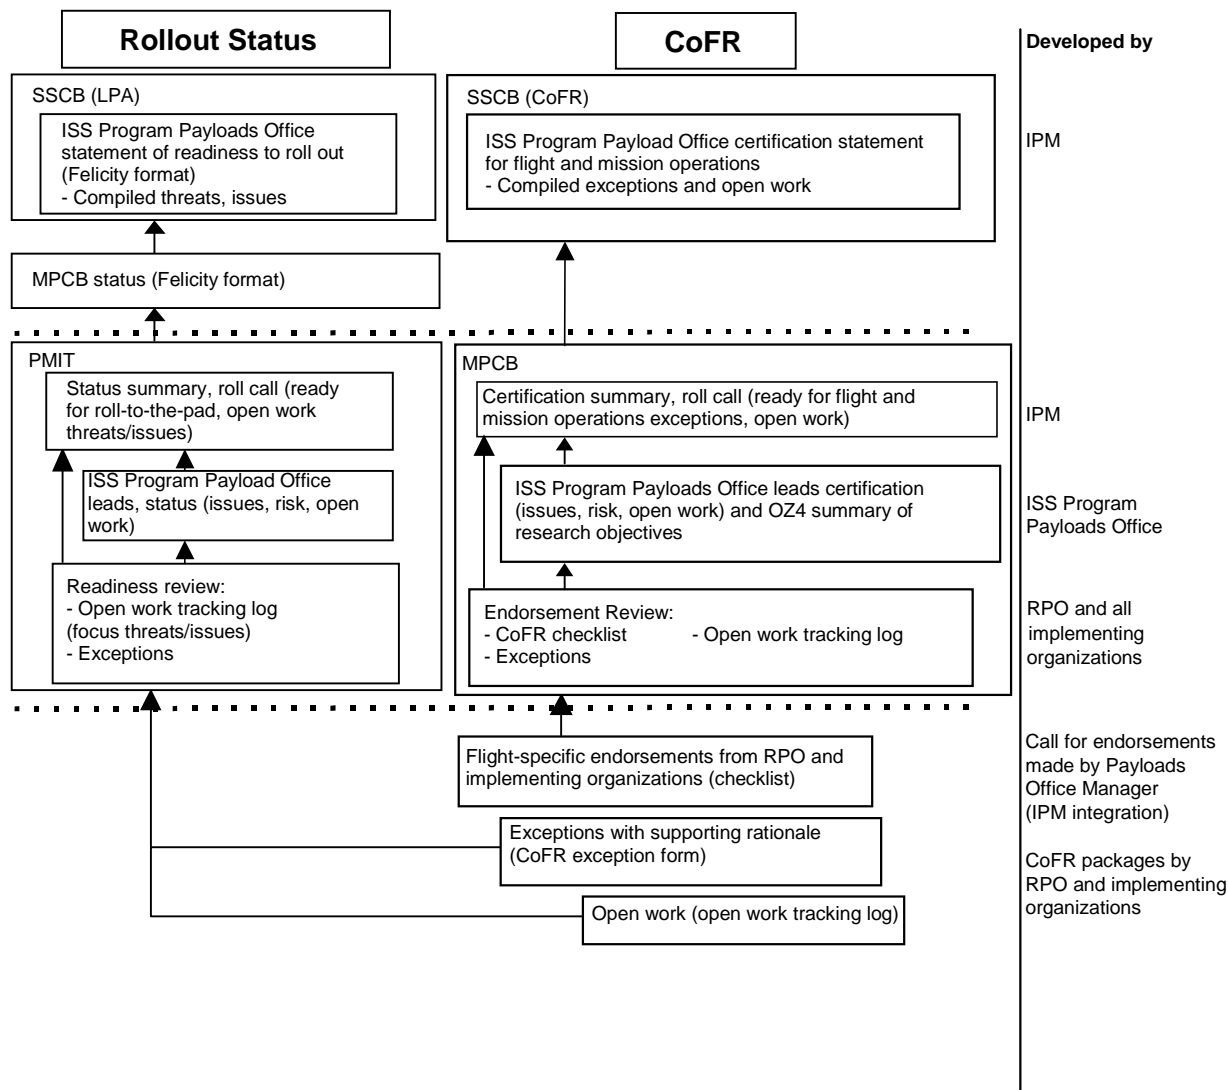 Rollout Status
CoFR
Developed by
SSCB (LPA)
ISS Program Payloads Office
statement of readiness to roll out
(Felicity format)
- Compiled threats, issues
SSCB (CoFR)
ISS Program Payload Office certification statement
for flight and mission operations
- Compiled exceptions and open work
IPM
MPCB status (Felicity format)
PMIT
Status summary, roll call (ready
for roll-to-the-pad, open work
threats/issues)
ISS Program Payload Office
leads, status (issues, risk, open
work)
Readiness review:
- Open work tracking log
(focus threats/issues)
- Exceptions
MPCB
Certification summary, roll call (ready for flight and
mission operations exceptions, open work)
ISS Program Payloads Office leads certification
(issues, risk, open work) and OZ4 summary of
research objectives
Endorsement Review:
- CoFR checklist - Open work tracking log
- Exceptions
IPM
ISS Program
Payloads Office
RPO and all
implementing
organizations
Flight-specific endorsements from RPO and
implementing organizations (checklist)
Call for endorsements
made by Payloads
Office Manager
(IPM integration)
Exceptions with supporting rationale
(CoFR exception form)
Open work (open work tracking log)
CoFR packages by
RPO and implementing
organizations